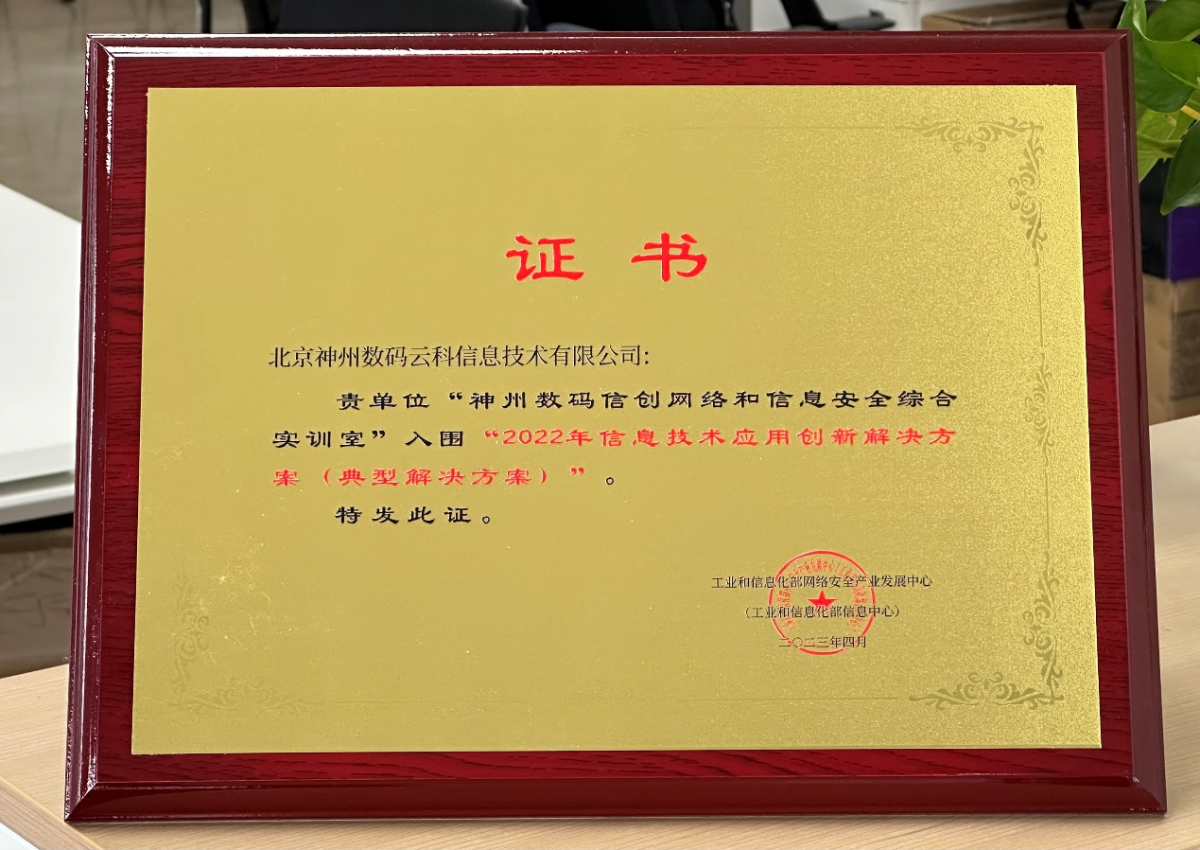 证书
北京神州数码云科信息技术有限公司:
贵单位“神州数码信创网络和信息安全综合
实训室”入围“2022年信息技术应用创新解决方
案（典型解决方案）”。
特发此证。
工业和信息化部网络安全产业发展中心
（工业和信息化部信息中心）
二〇二三年四月